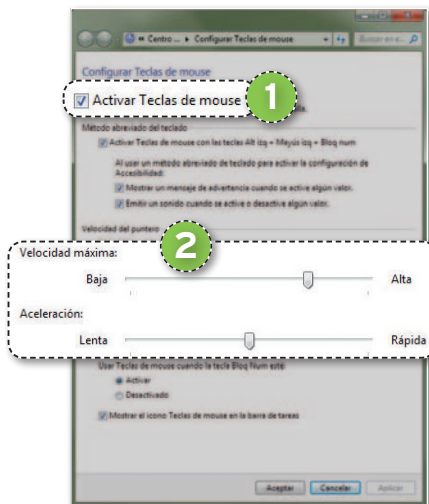 « Centro ... ▸ Configurar Teclas de mouse
Buscar en e...
Configurar Teclas de mouse
Activar Teclas de mouse
1
Método abreviado del teclado
Activar Teclas de mouse con las teclas Alt izq + Mayús izq + Bloq num
Al usar un método abreviado de teclado para activar la configuración de
Accesibilidad:
Mostrar un mensaje de advertencia cuando se active algún valor.
Emitir un sonido cuando se active o desactive algún valor.
Velocidad del puntero
2
Velocidad máxima:
Baja Alta
Aceleración:
Lenta Rápida
Usar Teclas de mouse cuando la tecla Bloq Num esté:
Activar
Desactivado
Mostrar el icono Teclas de mouse en la barra de tareas
Aceptar Cancelar Aplicar